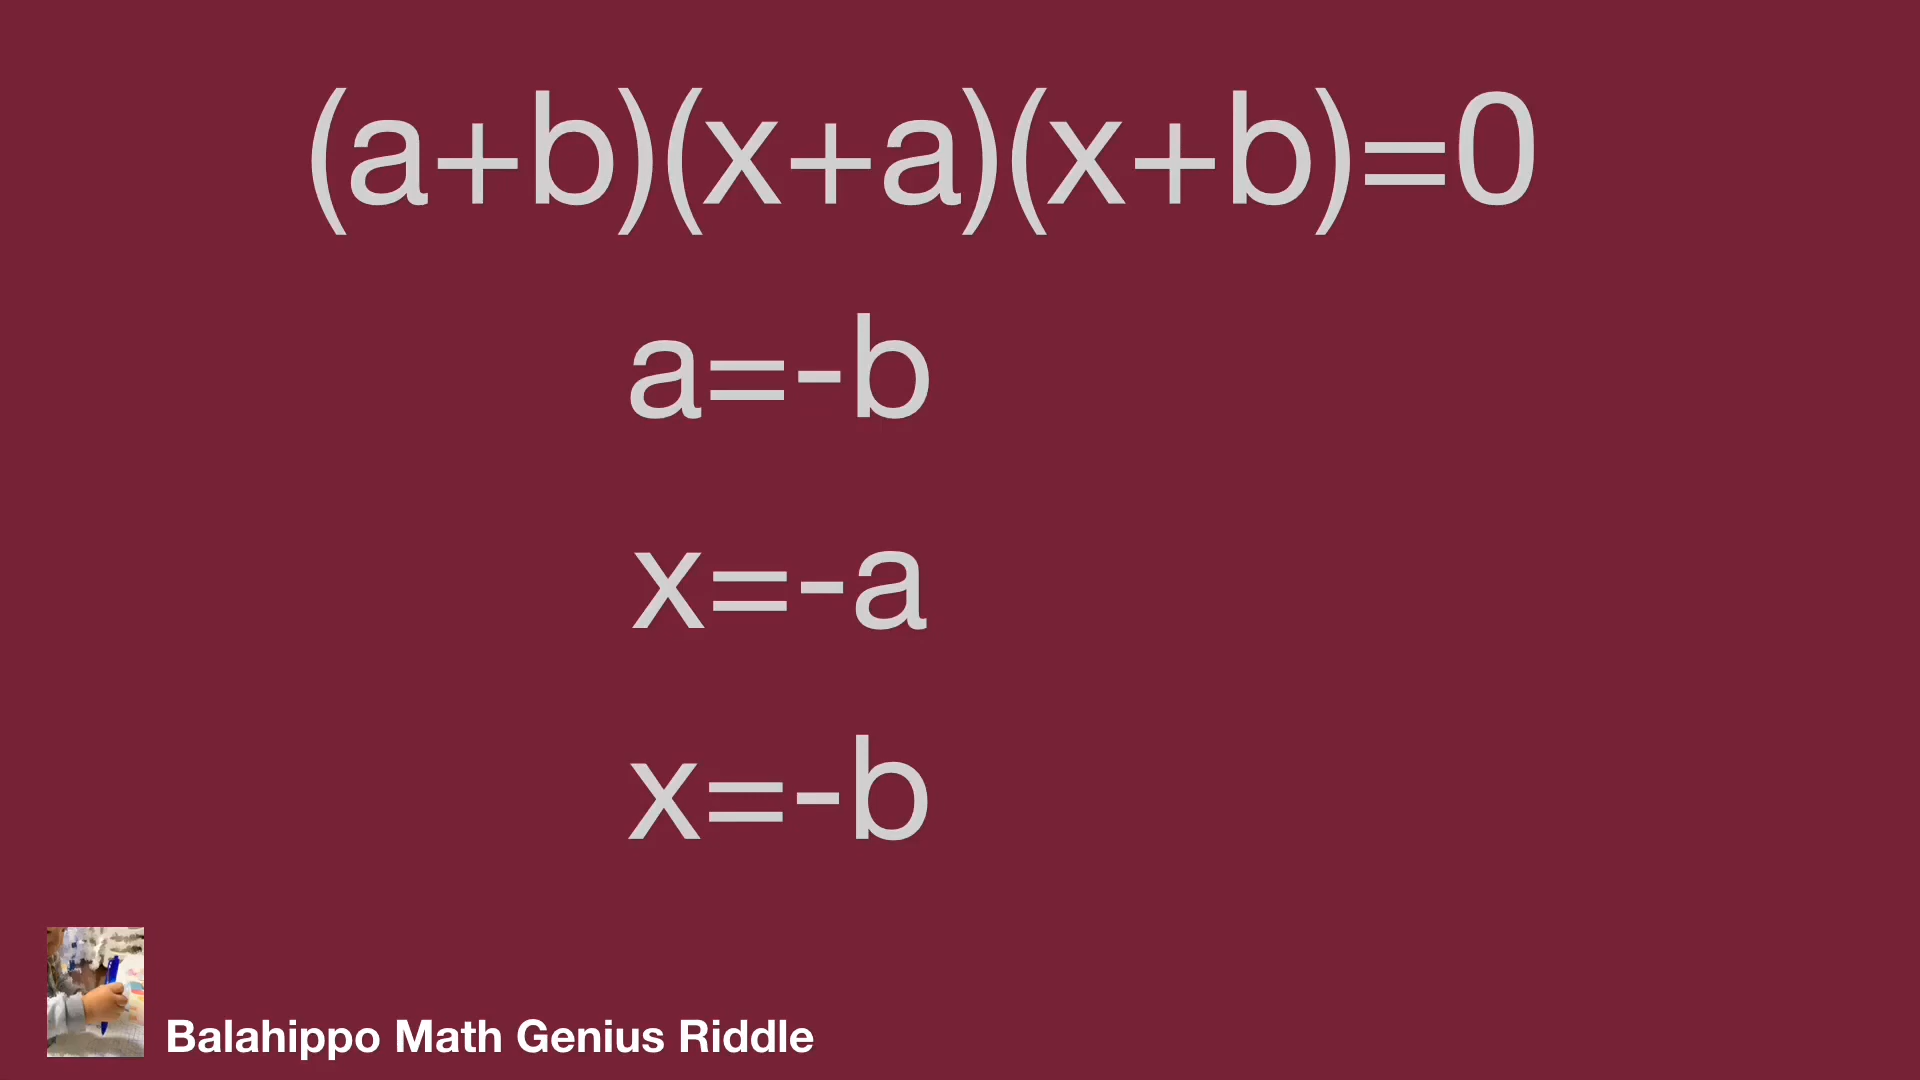 (a+b)(x+a)(x+b)=0
a=-b
x=-a
x=-b
Balahippo Math Genius Riddle